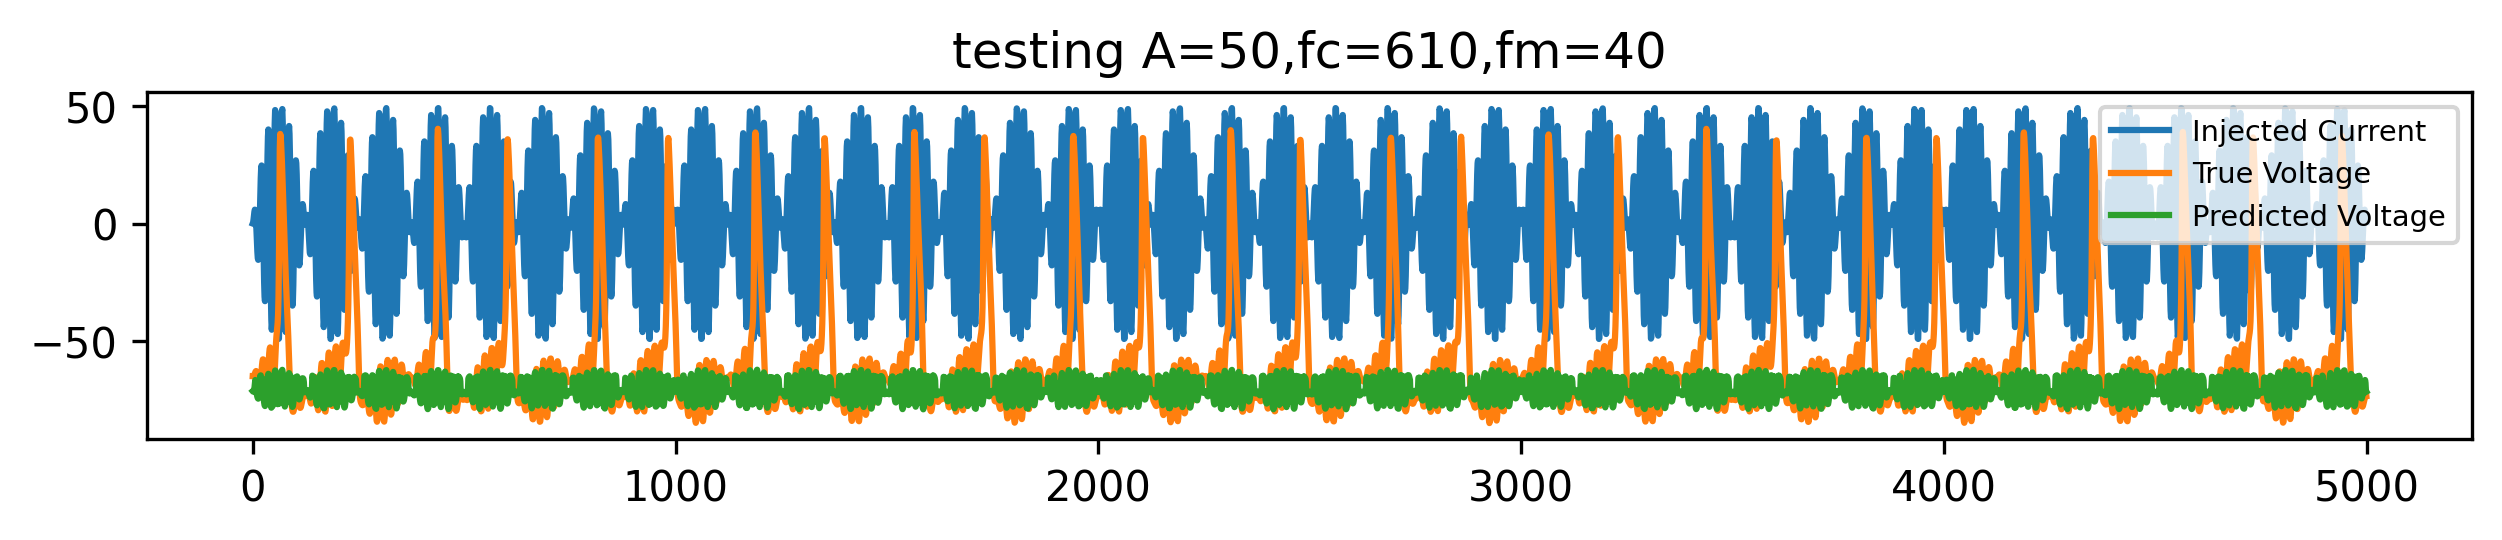 testing A=50,fc=610,fm=40
50
0
−50
Injected Current
True Voltage
Predicted Voltage
0 1000 2000 3000 4000 5000